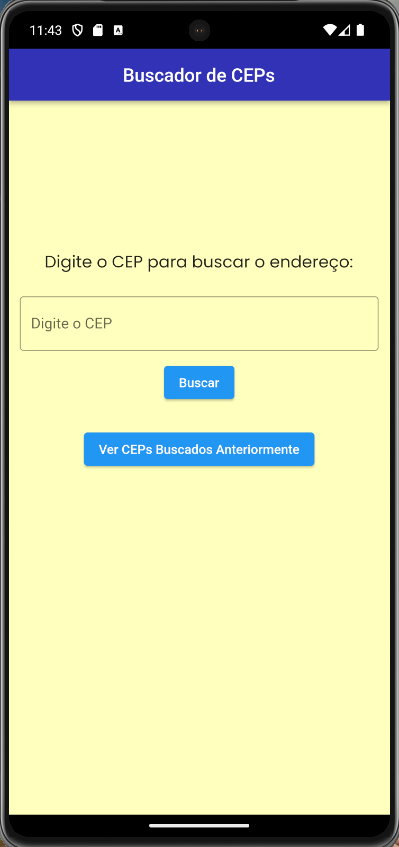 11:43
Buscador de CEPs
Digite o CEP para buscar o endereço:
Digite o CEP
Buscar
Ver CEPs Buscados Anteriormente